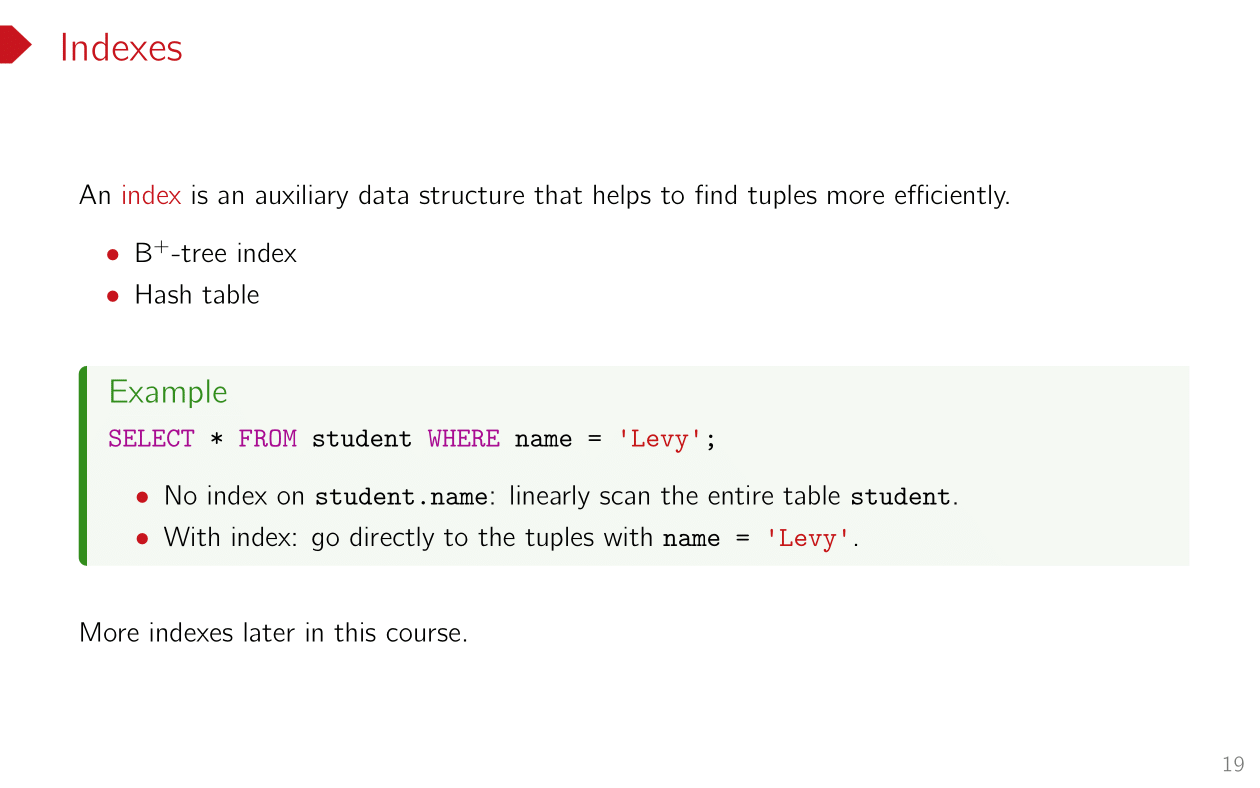 Indexes
An index is an auxiliary data structure that helps to find tuples more efficiently.
• B⁺-tree index
• Hash table
Example
SELECT * FROM student WHERE name = 'Levy';
• No index on student.name: linearly scan the entire table student.
• With index: go directly to the tuples with name = 'Levy'.
More indexes later in this course.
19